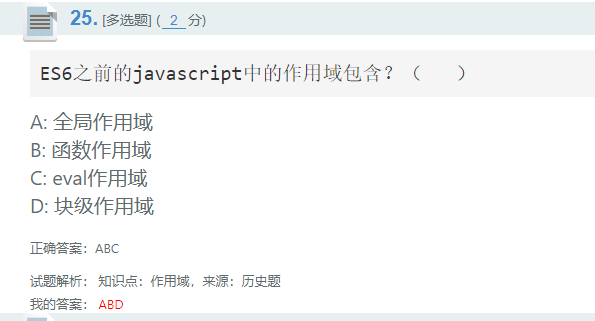 25. [多选题] ( 2 分)
ES6之前的javascript中的作用域包含? ( )
A: 全局作用域
B: 函数作用域
C: eval作用域
D: 块级作用域
正确答案: ABC
试题解析: 知识点: 作用域, 来源: 历史题
我的答案: ABD